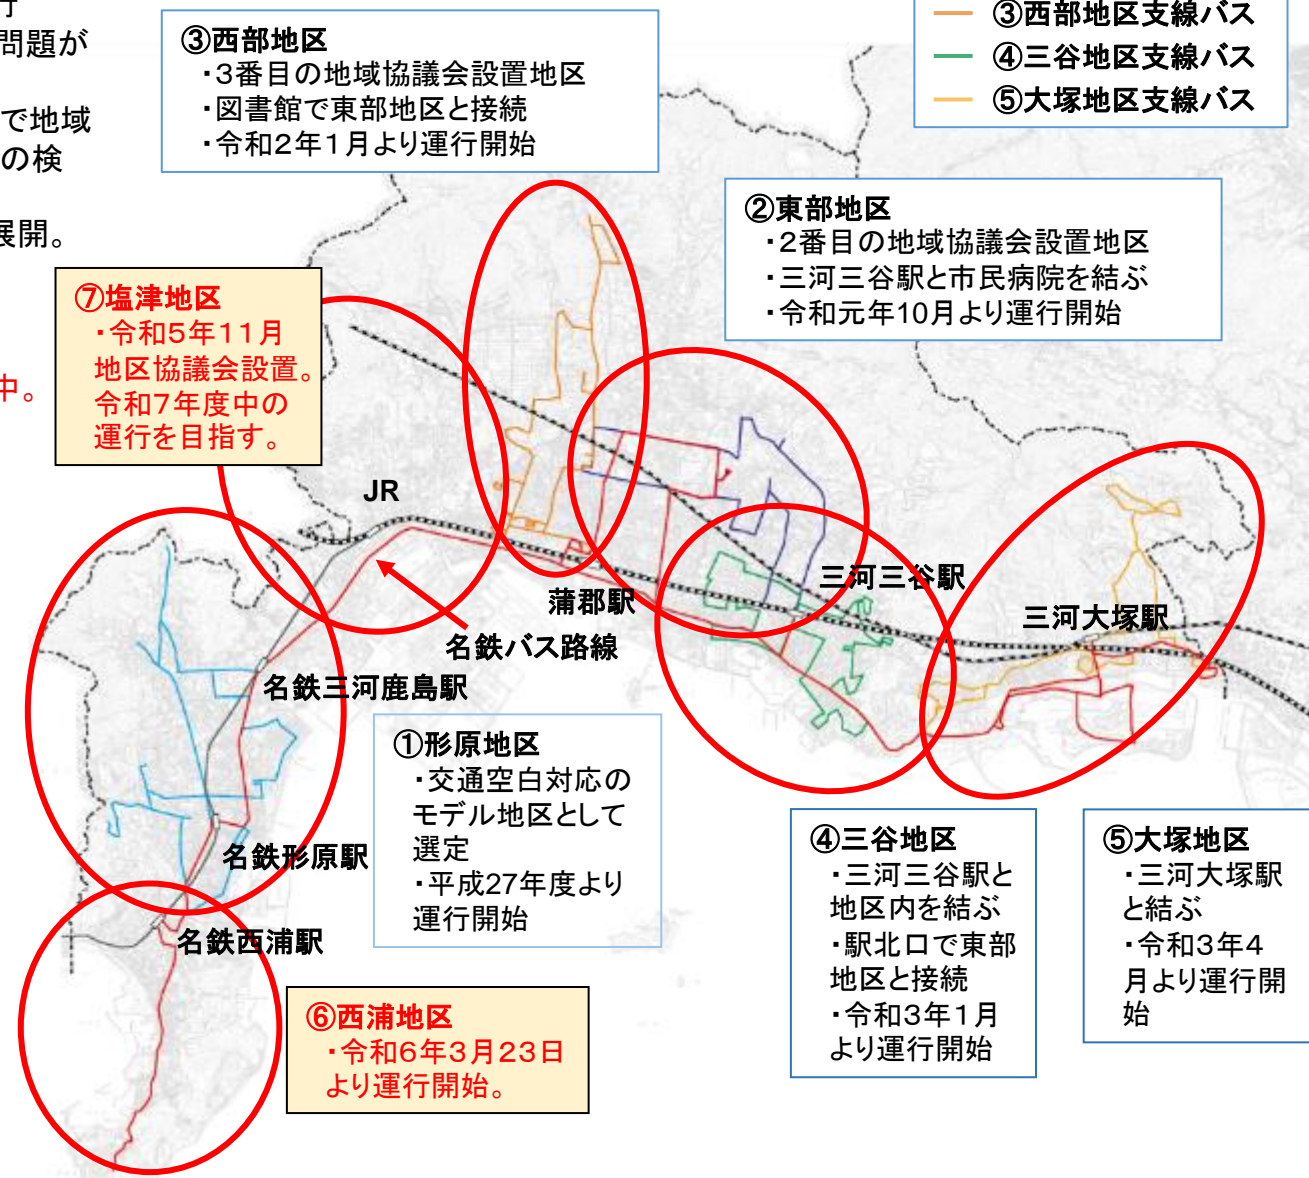 行
問題が
で地域
の検
展開。
中。
③西部地区支線バス
④三谷地区支線バス
⑤大塚地区支線バス
③西部地区
・3番目の地域協議会設置地区
・図書館で東部地区と接続
・令和2年1月より運行開始
②東部地区
・2番目の地域協議会設置地区
・三河三谷駅と市民病院を結ぶ
・令和元年10月より運行開始
⑦塩津地区
・令和5年11月
地区協議会設置。
令和7年度中の
運行を目指す。
JR
三河三谷駅
蒲郡駅
三河大塚駅
名鉄バス路線
名鉄三河鹿島駅
①形原地区
・交通空白対応の
モデル地区として
選定
・平成27年度より
運行開始
名鉄形原駅
名鉄西浦駅
④三谷地区
・三河三谷駅と
地区内を結ぶ
・駅北口で東部
地区と接続
・令和3年1月
より運行開始
⑤大塚地区
・三河大塚駅
と結ぶ
・令和3年4
月より運行開
始
⑥西浦地区
・令和6年3月23日
より運行開始。